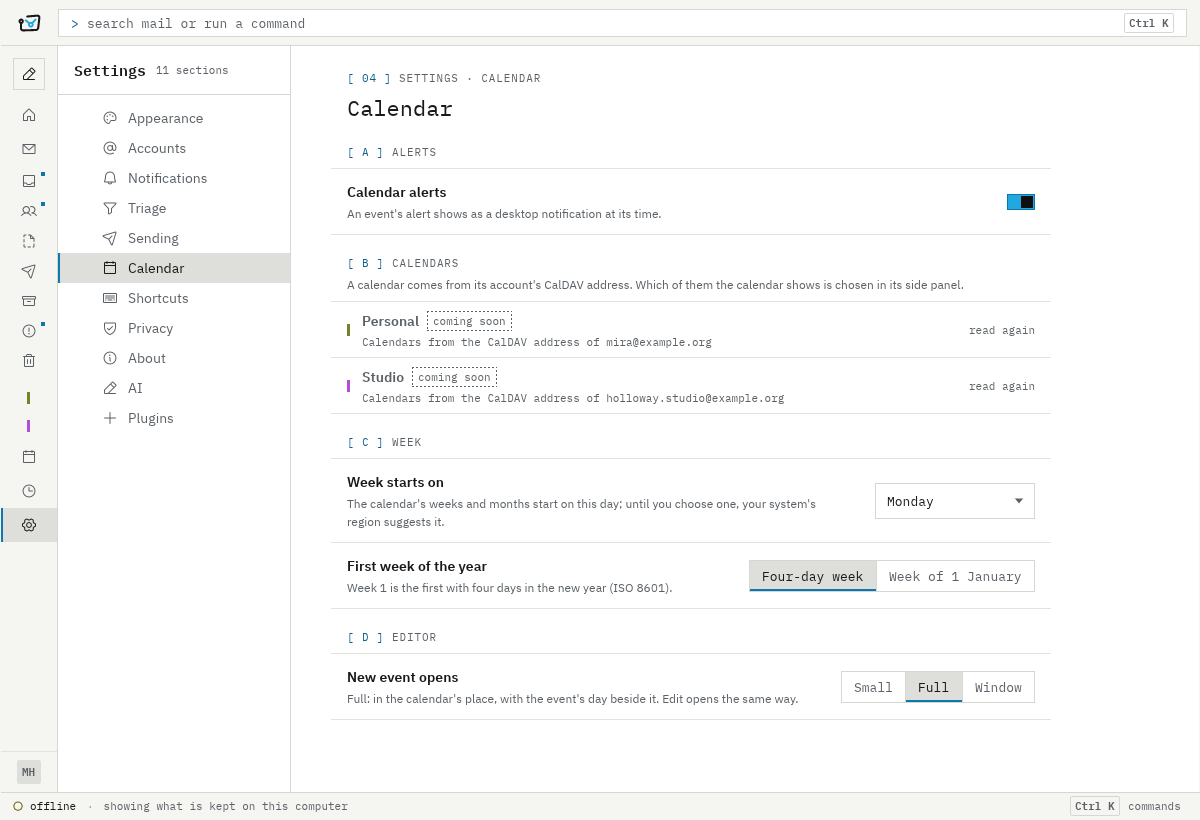 > search mail or run a command Ctrl K
Settings 11 sections
Appearance
Accounts
Notifications
Triage
Sending
Calendar
Shortcuts
Privacy
About
AI
Plugins
[ 04 ] SETTINGS · CALENDAR
Calendar
[ A ] ALERTS
Calendar alerts
An event's alert shows as a desktop notification at its time.
[ B ] CALENDARS
A calendar comes from its account's CalDAV address. Which of them the calendar shows is chosen in its side panel.
Personal coming soon
Calendars from the CalDAV address of mira@example.org
read again
Studio coming soon
Calendars from the CalDAV address of holloway.studio@example.org
read again
[ C ] WEEK
Week starts on
The calendar's weeks and months start on this day; until you choose one, your system's
region suggests it.
Monday
First week of the year
Week 1 is the first with four days in the new year (ISO 8601).
Four-day week Week of 1 January
[ D ] EDITOR
New event opens
Full: in the calendar's place, with the event's day beside it. Edit opens the same way.
Small Full Window
MH
offline · showing what is kept on this computer
Ctrl K commands